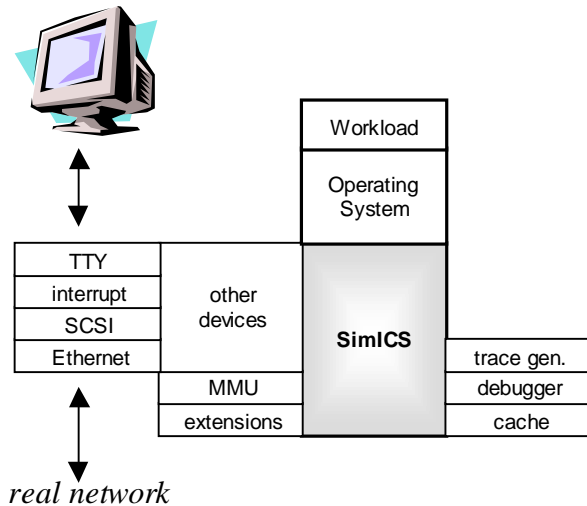 Workload
Operating
System
TTY
interrupt
SCSI
Ethernet
other
devices
MMU
extensions
SimICS
trace gen.
debugger
cache
real network